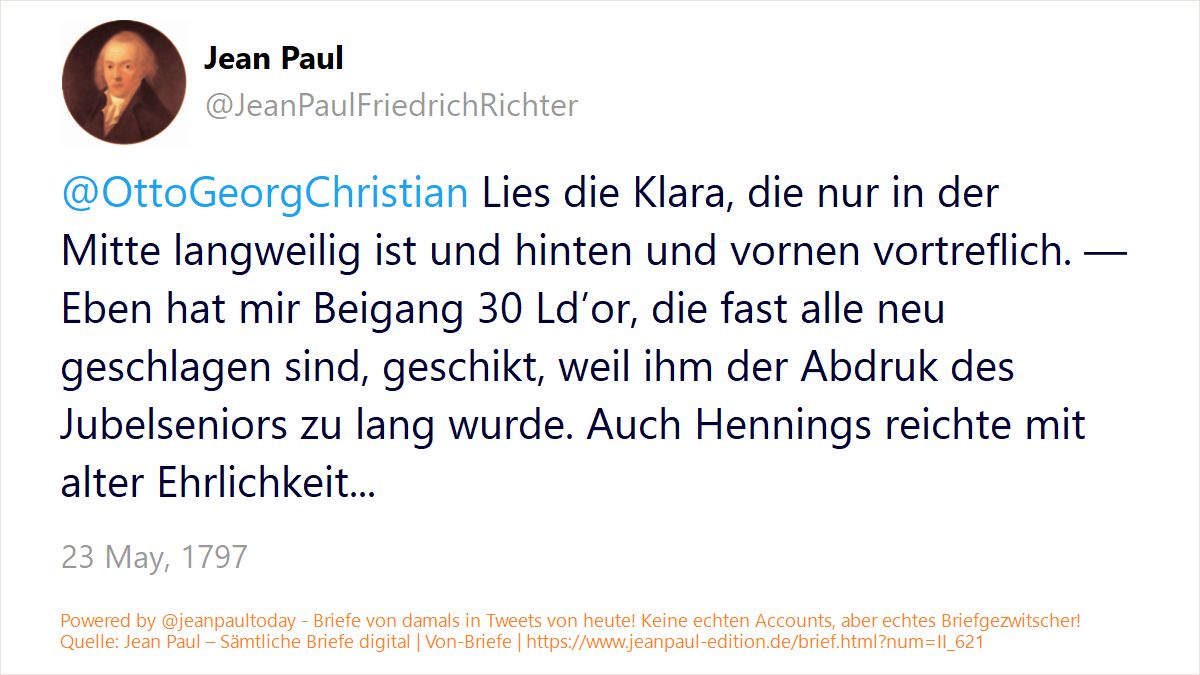 Jean Paul
@JeanPaulFriedrichRichter
@OttoGeorgChristian Lies die Klara, die nur in der
Mitte langweilig ist und hinten und vornen vortreflich. —
Eben hat mir Beigang 30 Ld’or, die fast alle neu
geschlagen sind, geschikt, weil ihm der Abdruk des
Jubelseniors zu lang wurde. Auch Hennings reichte mit
alter Ehrlichkeit...
23 May, 1797
Powered by @jeanpaultoday - Briefe von damals in Tweets von heute! Keine echten Accounts, aber echtes Briefgezwitscher!
Quelle: Jean Paul – Sämtliche Briefe digital | Von-Briefe | https://www.jeanpaul-edition.de/brief.html?num=II_621